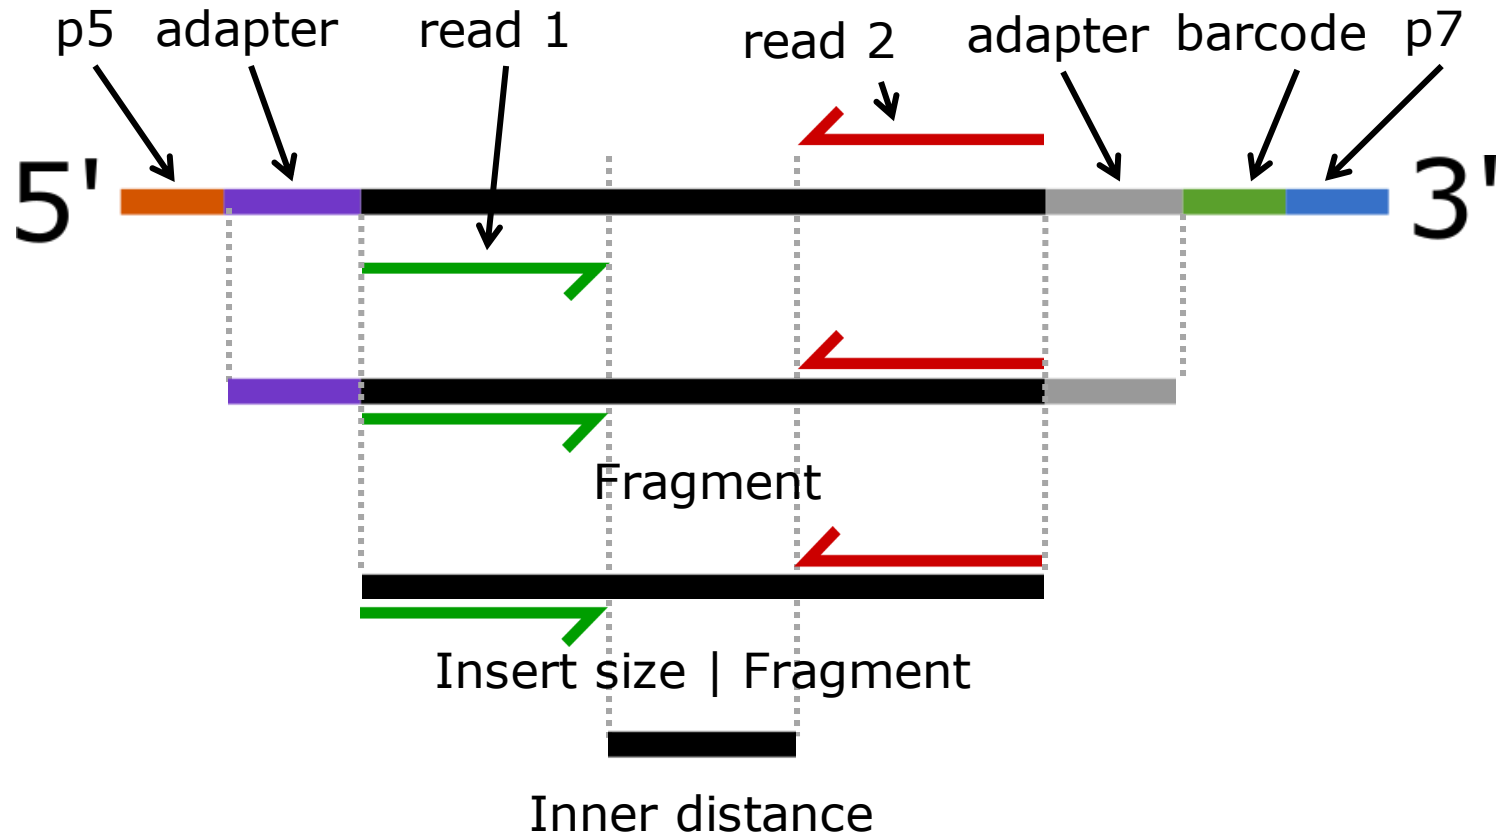 p5 adapter read 1 read 2 adapter barcode p7
5' 3'
Fragment
Insert size | Fragment
Inner distance